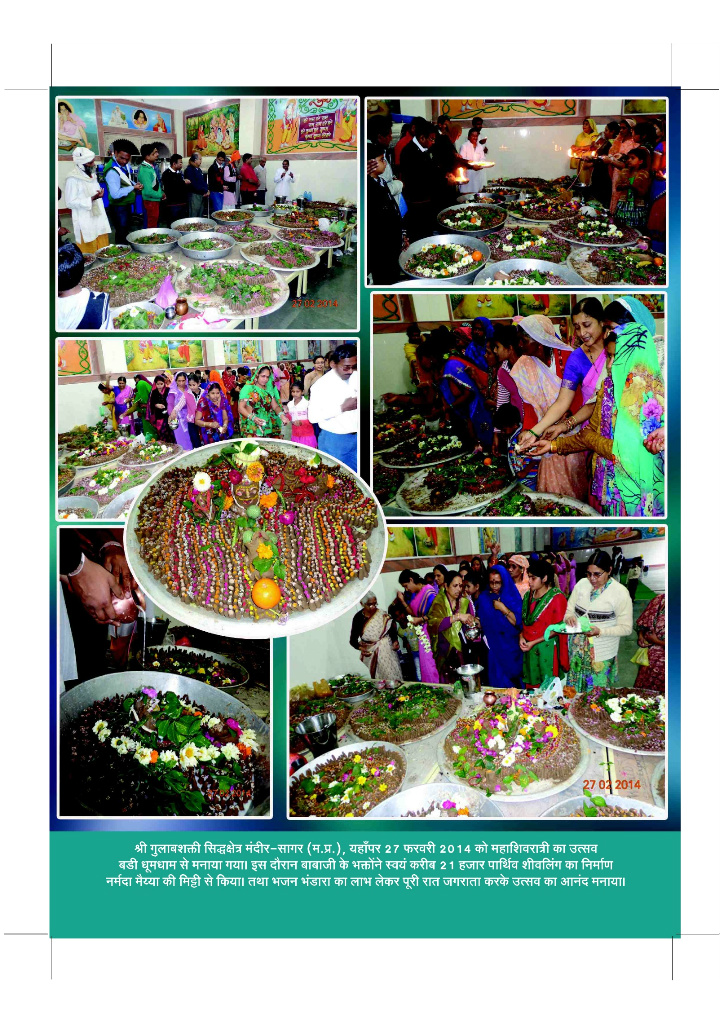 27 02 2014
27 02 2014
श्री गुलाबशक्ती सिद्धक्षेत्र मंदीर-सागर (म.प्र.), यहाँपर 27 फरवरी 2014 को महाशिवरात्री का उत्सव
बडी धूमधाम से मनाया गया। इस दौरान बाबाजी के भक्तोंने स्वयं करीब 21 हजार पार्थिव शीवलिंग का निर्माण
नर्मदा मैय्या की मिट्टी से किया। तथा भजन भंडारा का लाभ लेकर पूरी रात जगराता करके उत्सव का आनंद मनाया।